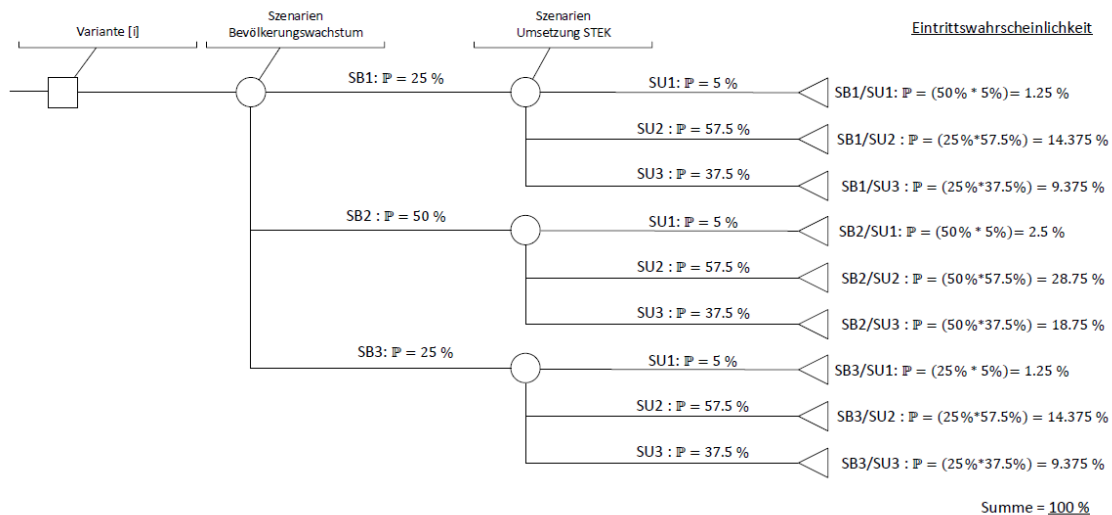 Szenarien
Bevölkerungswachstum
Szenarien
Umsetzung STEK
Variante [i]
Eintrittswahrscheinlichkeit
SB1: ℙ = 25 %
SU1: ℙ = 5 %
SB1/SU1: ℙ = (50% * 5%)= 1.25 %
SU2 : ℙ = 57.5 %
SB1/SU2 : ℙ = (25%*57.5%) = 14.375 %
SU3 : ℙ = 37.5 %
SB1/SU3 : ℙ = (25%*37.5%) = 9.375 %
SB2 : ℙ = 50 %
SU1: ℙ = 5 %
SB2/SU1: ℙ = (50% * 5%)= 2.5 %
SU2 : ℙ = 57.5 %
SB2/SU2 : ℙ = (50%*57.5%) = 28.75 %
SU3 : ℙ = 37.5 %
SB2/SU3 : ℙ = (50%*37.5%) = 18.75 %
SB3: ℙ = 25 %
SU1: ℙ = 5 %
SB3/SU1: ℙ = (25% * 5%)= 1.25 %
SU2 : ℙ = 57.5 %
SB3/SU2 : ℙ = (25%*57.5%) = 14.375 %
SU3 : ℙ = 37.5 %
SB3/SU3 : ℙ = (25%*37.5%) = 9.375 %
Summe = 100 %